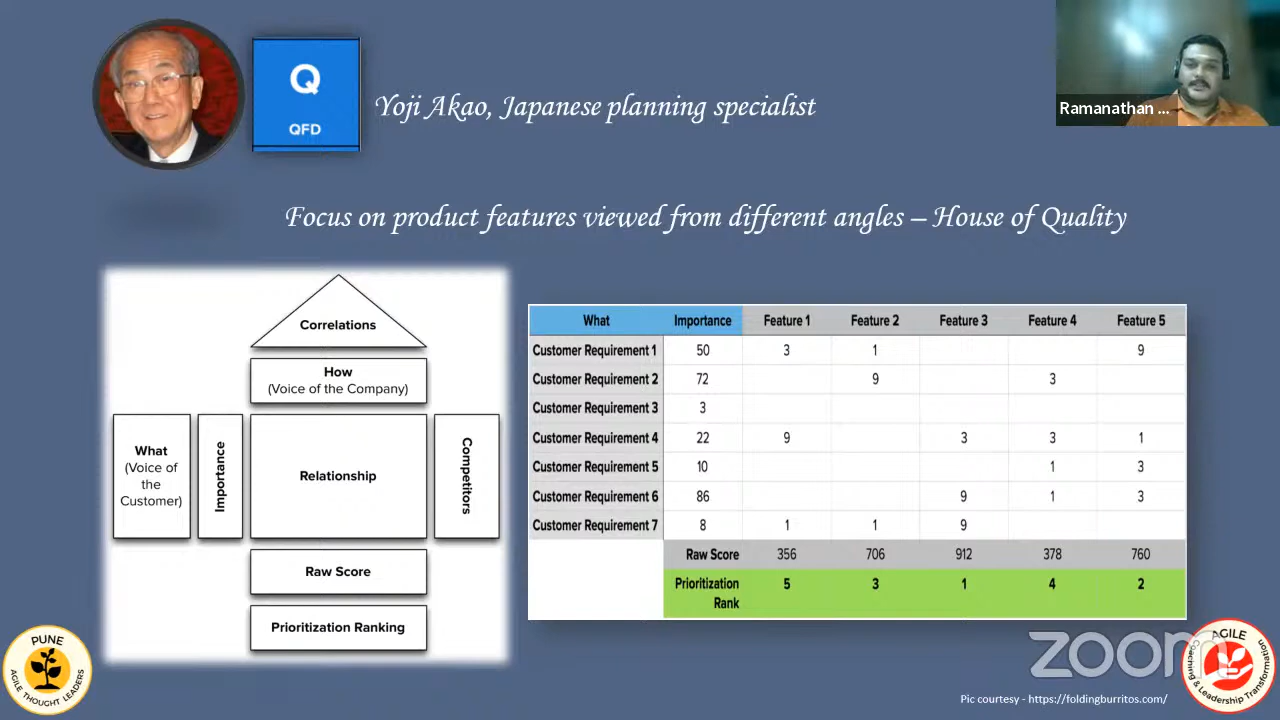 Q
QFD
Yoji Akao, Japanese planning specialist
Ramanathan ...
Focus on product features viewed from different angles – House of Quality
Correlations
How
(Voice of the Company)
What
(Voice of
the
Customer)
Importance
Relationship
Competitors
Raw Score
Prioritization Ranking
What Importance Feature 1 Feature 2 Feature 3 Feature 4 Feature 5
Customer Requirement 1 50 3 1 9
Customer Requirement 2 72 9 3
Customer Requirement 3 3
Customer Requirement 4 22 9 3 3 1
Customer Requirement 5 10 1 3
Customer Requirement 6 86 9 1 3
Customer Requirement 7 8 1 1 9
Raw Score 356 706 912 378 760
Prioritization
Rank 5 3 1 4 2
PUNE
AGILE THOUGHT LEADERS
zoom
AGILE
Coaching & Leadership Transformation
Pic courtesy - https://foldingburritos.com/